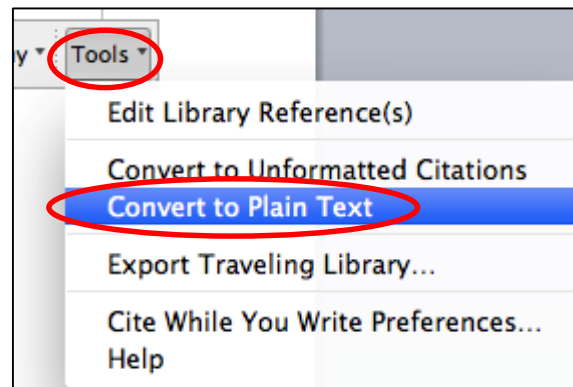 y Tools
Edit Library Reference(s)
Convert to Unformatted Citations
Convert to Plain Text
Export Traveling Library...
Cite While You Write Preferences...
Help